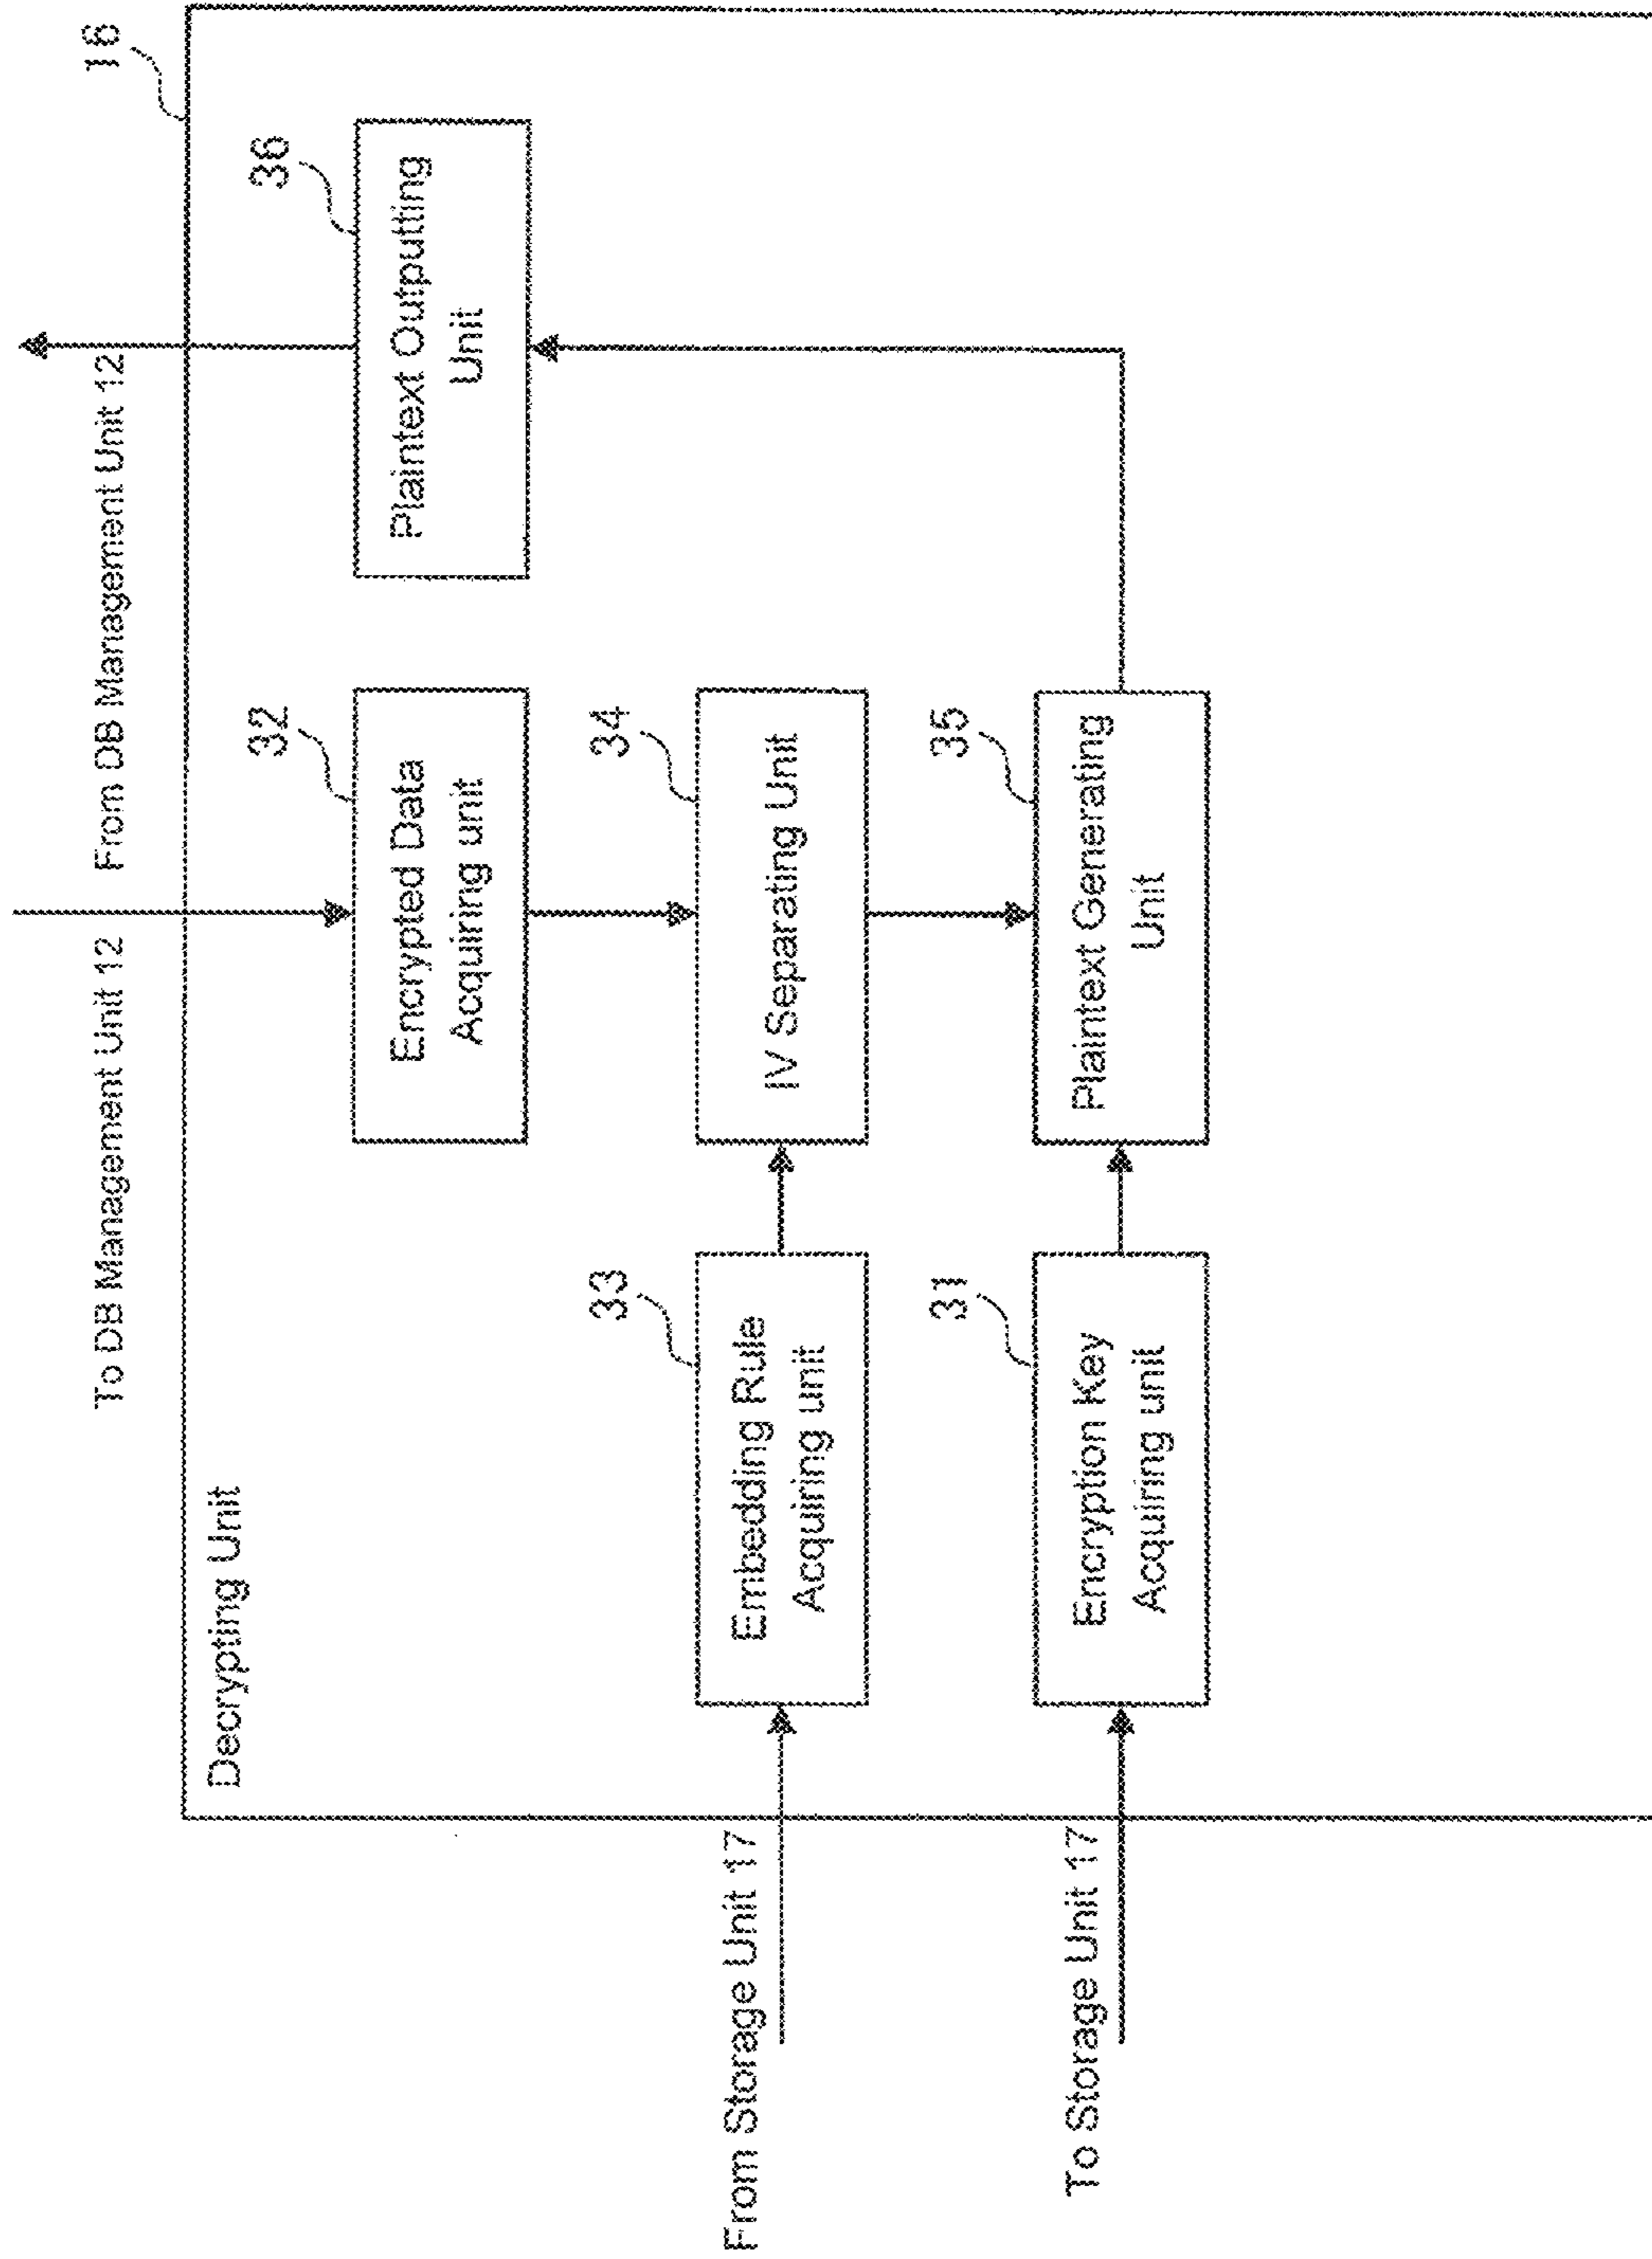 To DB Management Unit 12
From DB Management Unit 12
16
Decrypting Unit
32
Encrypted Data
Acquiring unit
36
Plaintext Outputting
Unit
From Storage Unit 17
33
Embedding Rule
Acquiring unit
34
IV Separating Unit
To Storage Unit 17
31
Encryption Key
Acquiring unit
35
Plaintext Generating
Unit